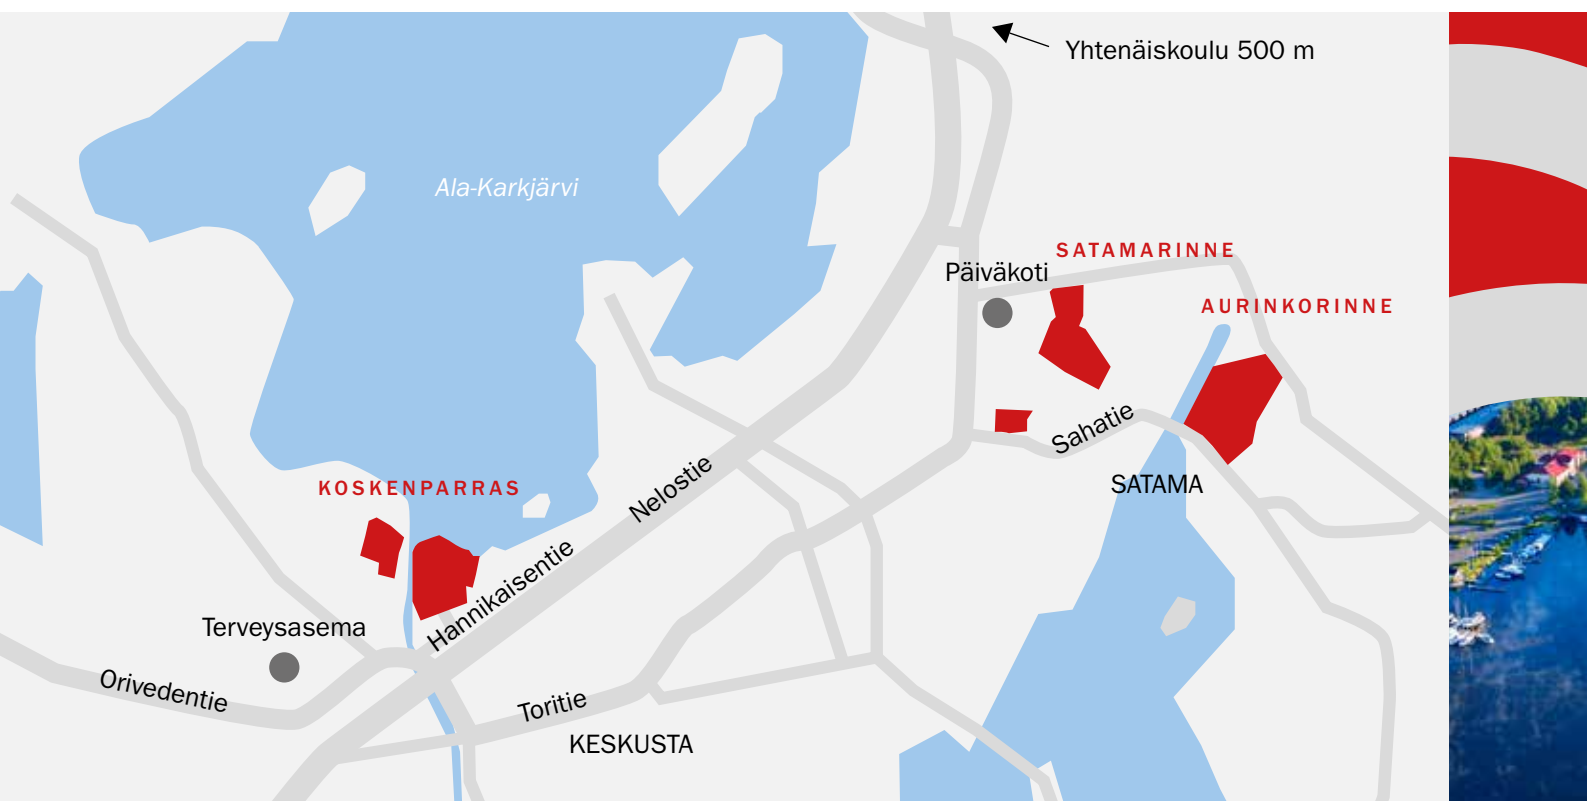 Yhtenäiskoulu 500 m
Ala-Karkjärvi
SATAMARINNE
Päiväkoti
AURINKORINNE
Sahatie
Nelostie
SATAMA
KOSKENPARRAS
Hannikaisentie
Terveysasema
Orivedentie
Toritie
KESKUSTA